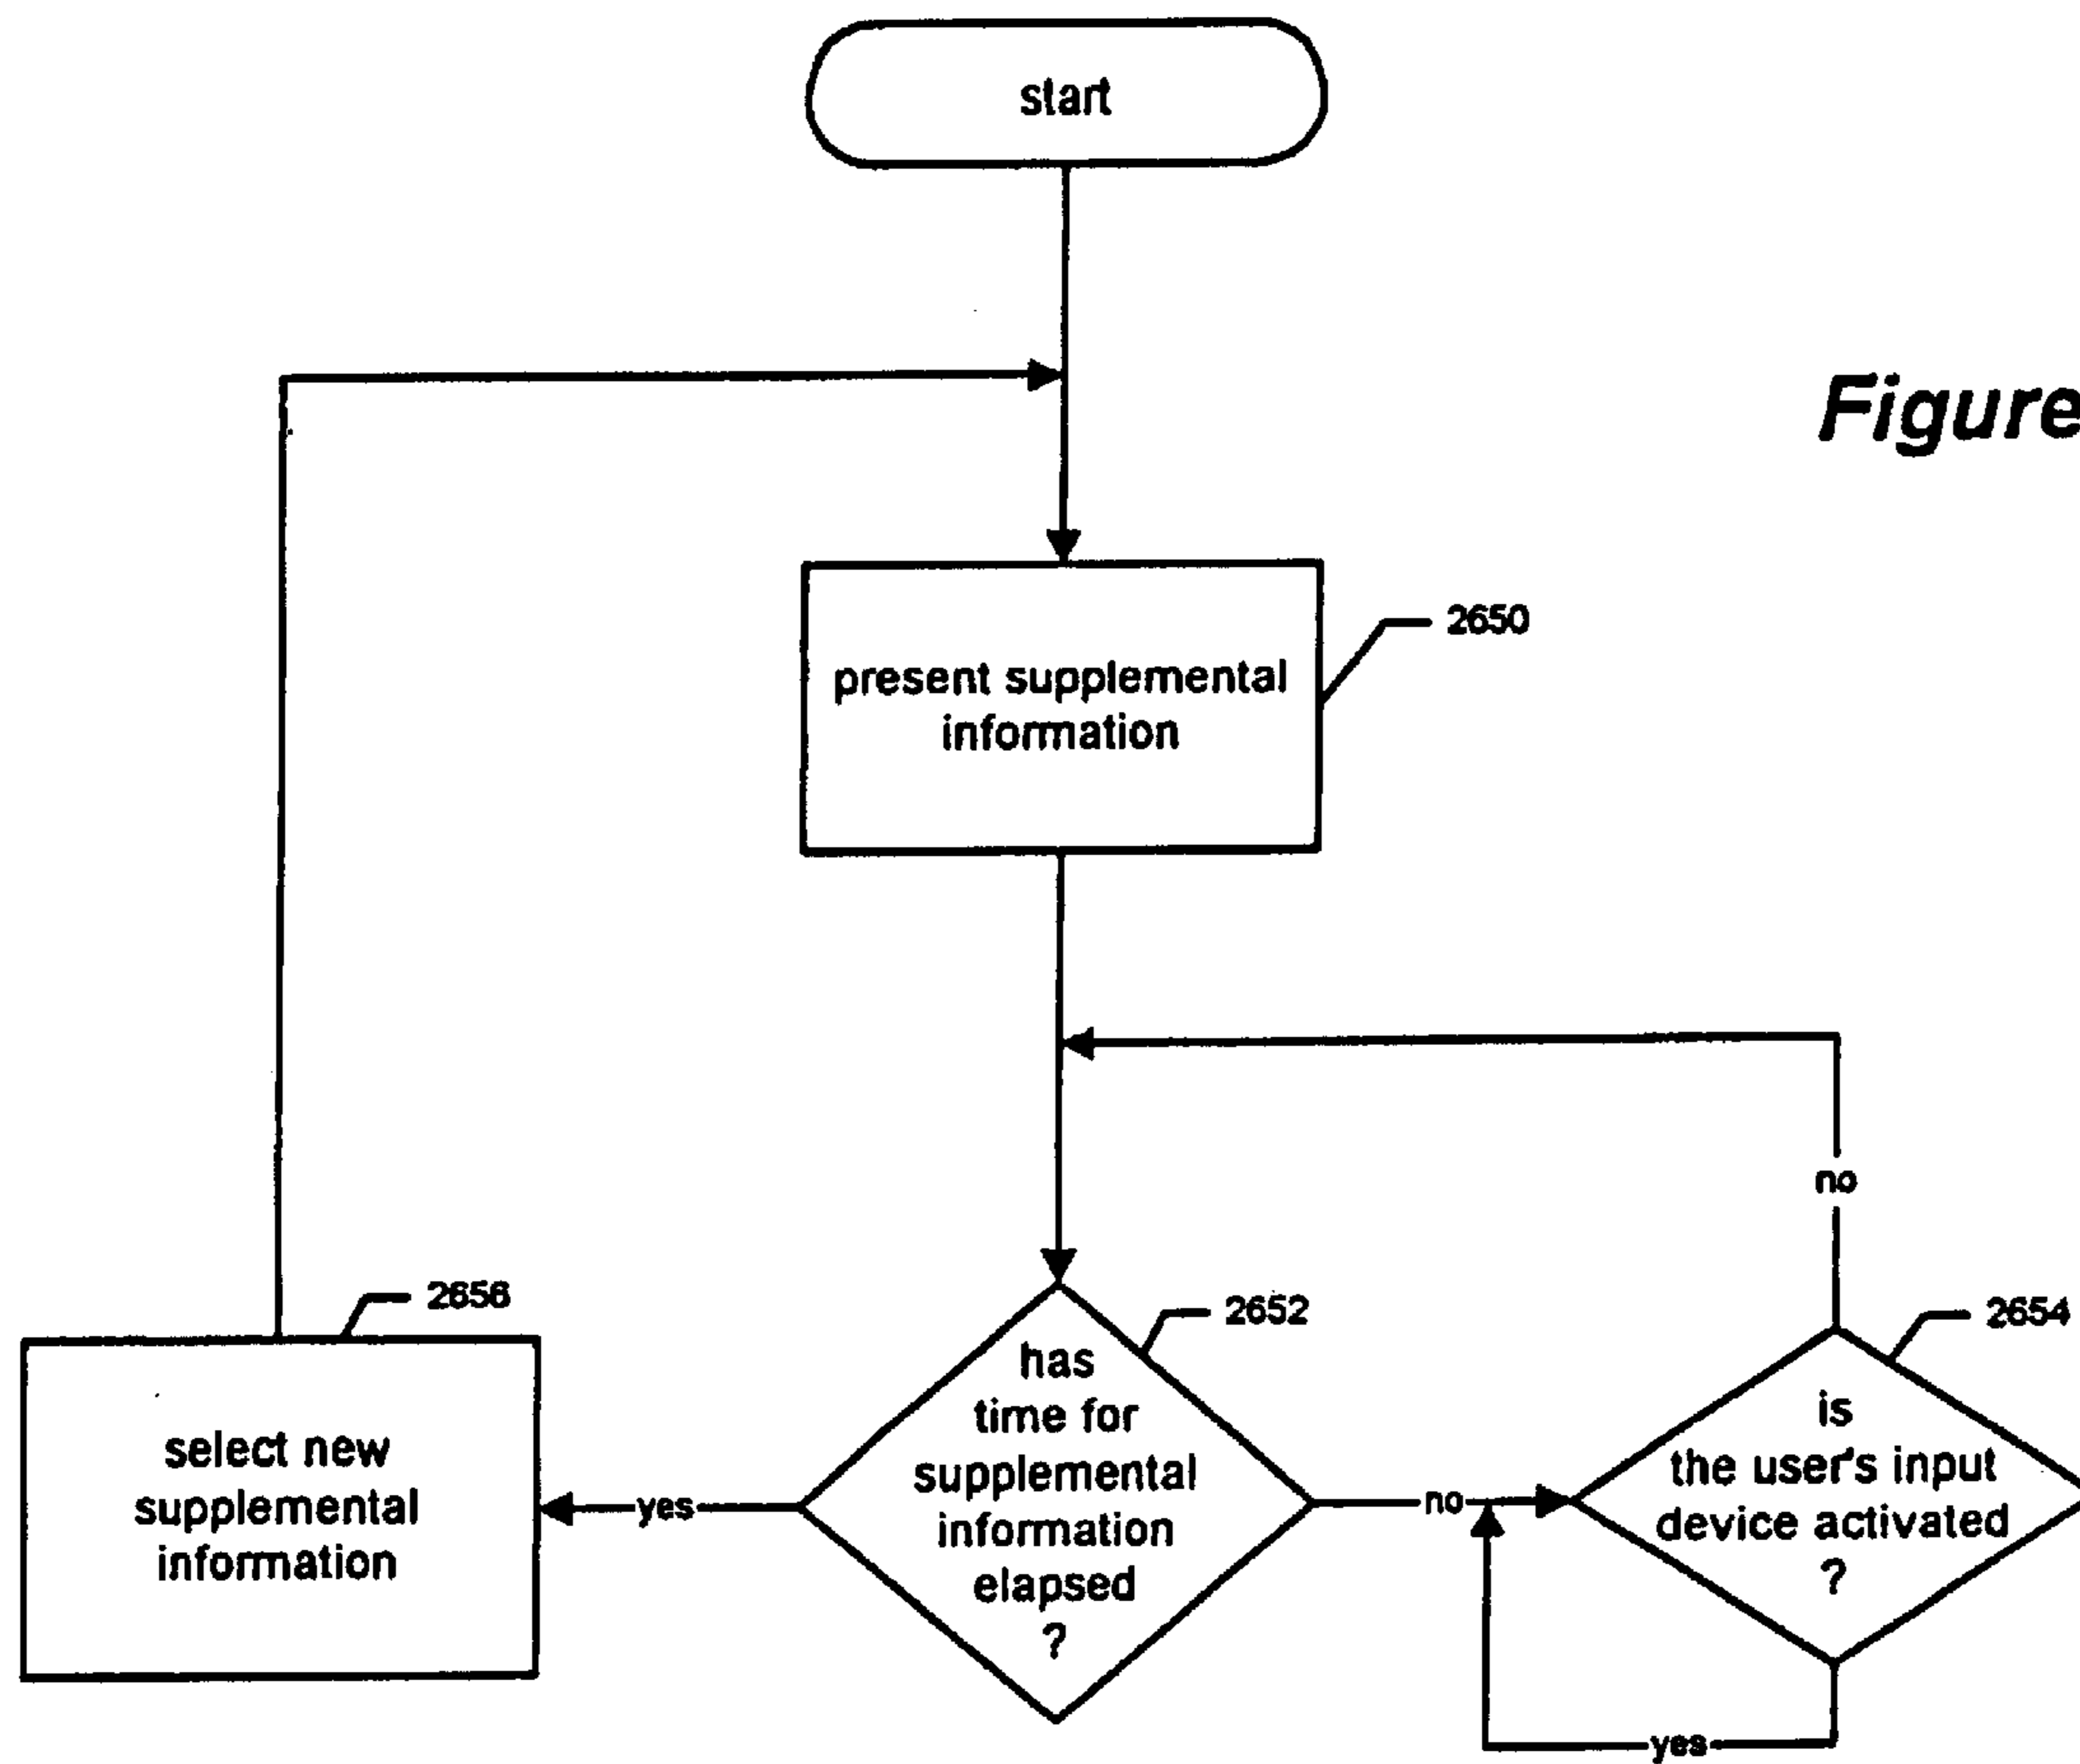 start
Figure
2650
present supplemental
information
no
2656
2652
2654
has
time for
supplemental
information
elapsed
?
is
the user's input
device activated
?
select new
supplemental
information
yes
no
yes